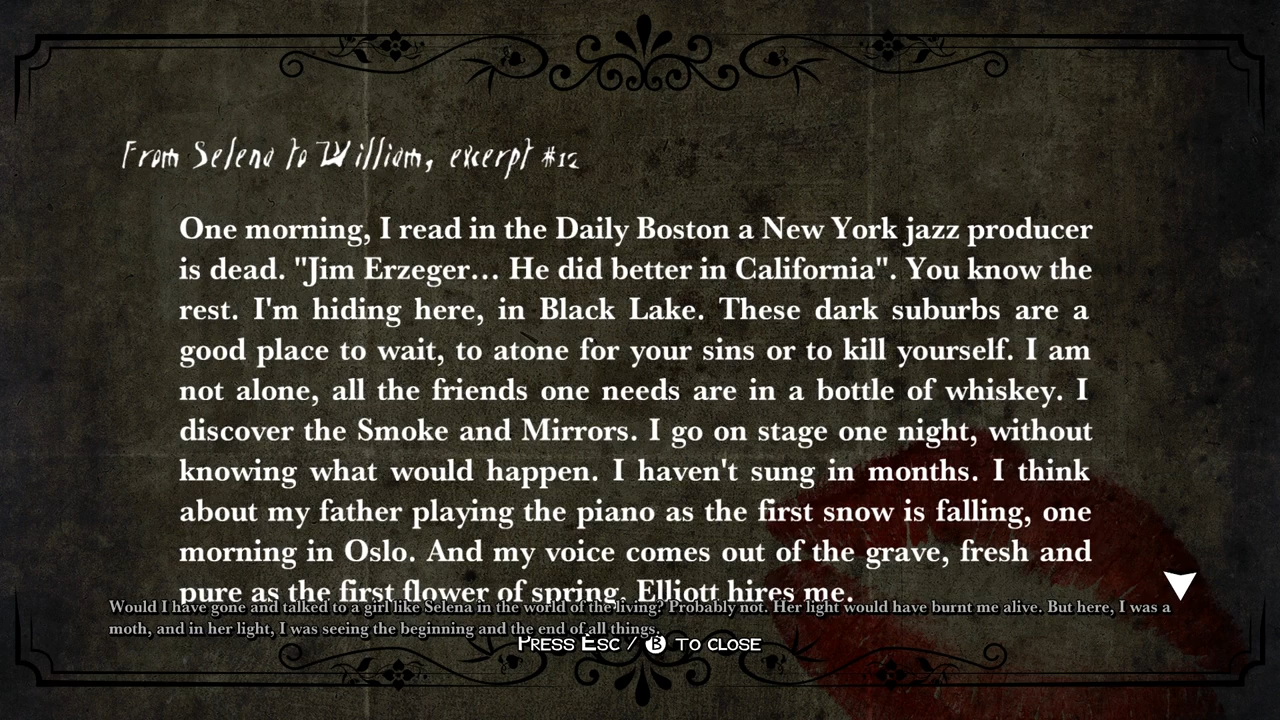 From Selena to William, excerpt #12
One morning, I read in the Daily Boston a New York jazz producer
is dead. "Jim Erzeger... He did better in California". You know the
rest. I'm hiding here, in Black Lake. These dark suburbs are a
good place to wait, to atone for your sins or to kill yourself. I am
not alone, all the friends one needs are in a bottle of whiskey. I
discover the Smoke and Mirrors. I go on stage one night, without
knowing what would happen. I haven't sung in months. I think
about my father playing the piano as the first snow is falling, one
morning in Oslo. And my voice comes out of the grave, fresh and
pure as the first flower of spring. Elliott hires me.
Would I have gone and talked to a girl like Selena in the world of the living? Probably not. Her light would have burnt me alive. But here, I was a
moth, and in her light, I was seeing the beginning and the end of all things.
Press Esc / B to close